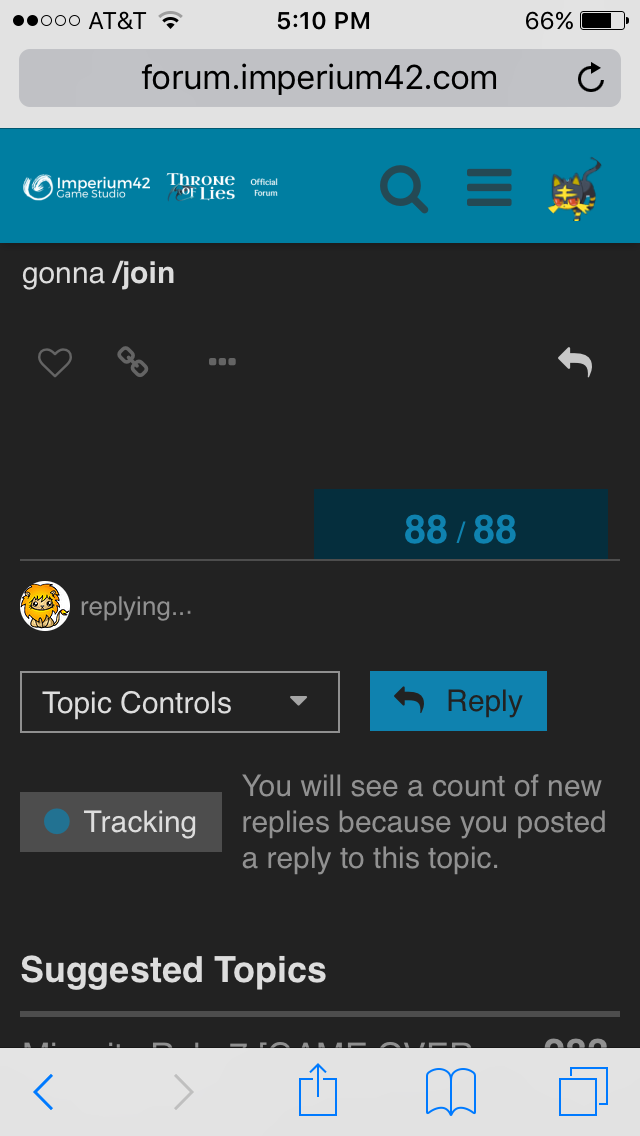 AT&T 5:10 PM 66%
forum.imperium42.com
Imperium42
Game Studio
THRONE
OF LIES
Official
Forum
gonna /join
88 / 88
replying...
Topic Controls
Reply
Tracking
You will see a count of new
replies because you posted
a reply to this topic.
Suggested Topics